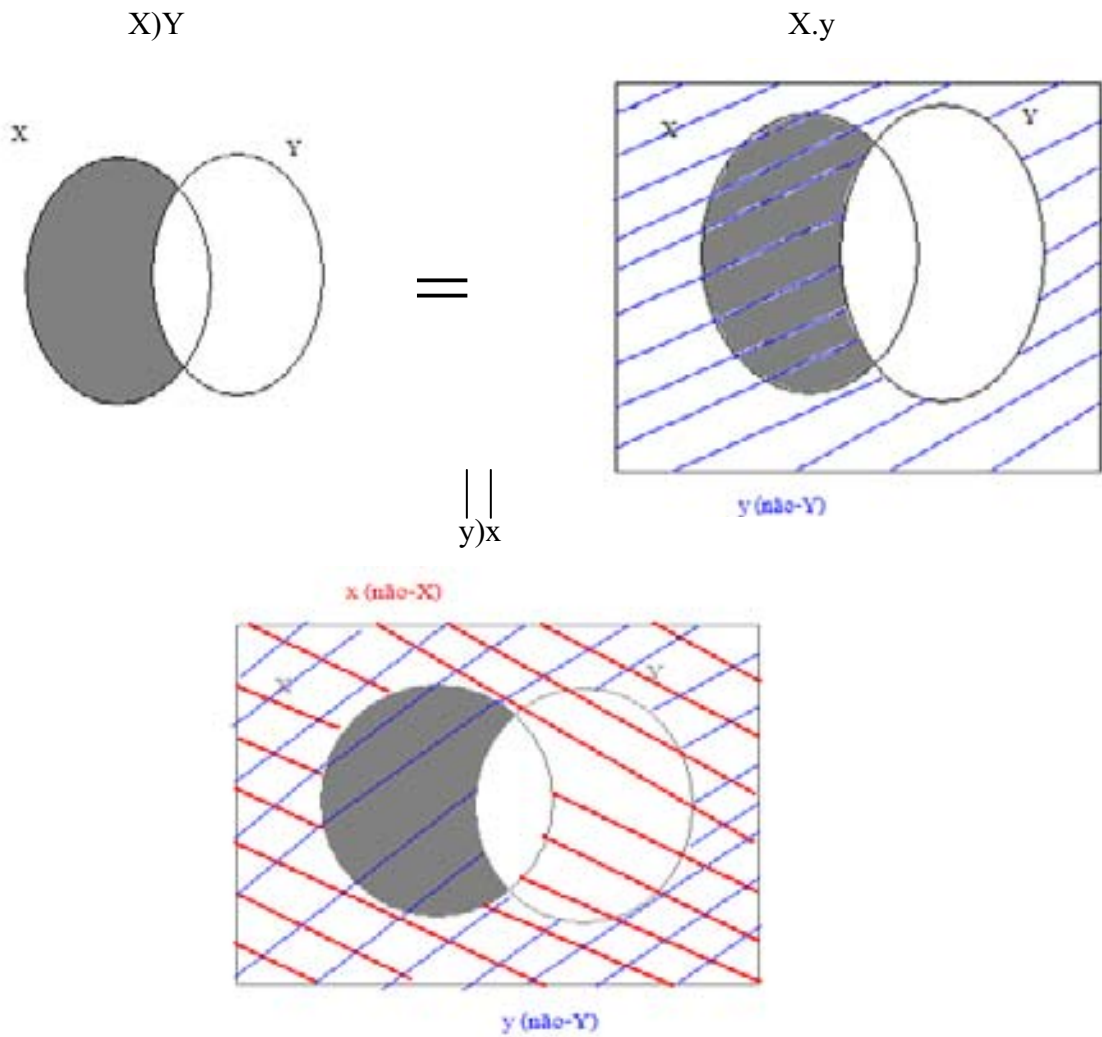 X)Y
X.y
X
Y
=
X
Y
y (não-Y)
||
y)x
x (não-X)
X
Y
y (não-Y)